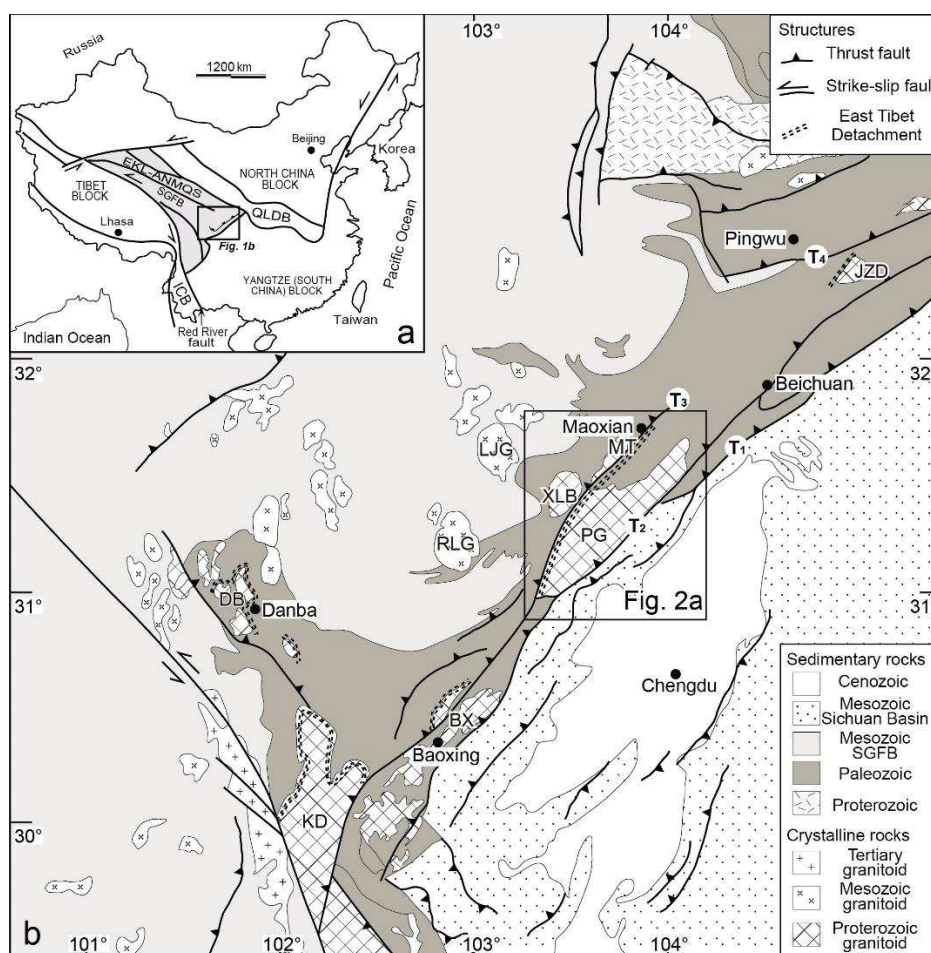 103°
104°
Russia
1200 km
Beijing
Korea
EKL-ANMQS
NORTH CHINA
BLOCK
TIBET
BLOCK
SGFB
QLDB
Lhasa
Fig. 1b
YANGTZE (SOUTH
CHINA) BLOCK
ICB
Red River
fault
Taiwan
Pacific Ocean
Indian Ocean
a
Structures
Thrust fault
Strike-slip faul
East Tibet
Detachment
Pingwu
T4
JZD
32°
32
Beichuan
T3
Maoxian
MT
T1
LJG
XLB
T2
PG
RLG
31°
31
Fig. 2a
DB
Danba
Chengdu
BX
Baoxing
KD
30°
b
101°
102°
103°
104°
Sedimentary rocks
Cenozoic
Mesozoic
Sichuan Basin
Mesozoic
SGFB
Paleozoic
Proterozoic
Crystalline rocks
Tertiary
granitoid
Mesozoic
granitoid
Proterozoic
granitoid